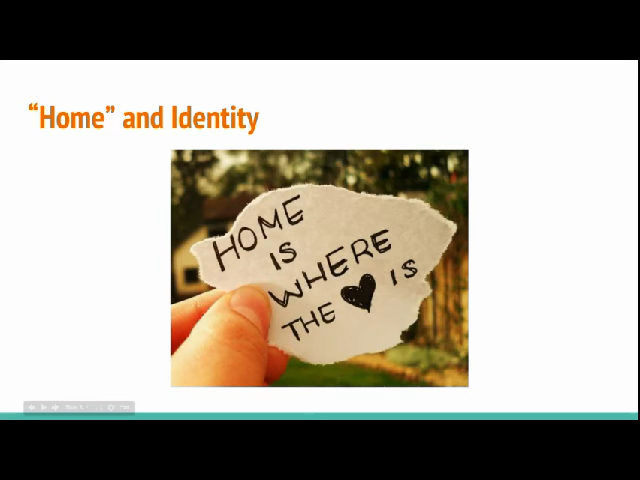 “Home” and Identity
HOME
IS
WHERE
THE ♥ IS